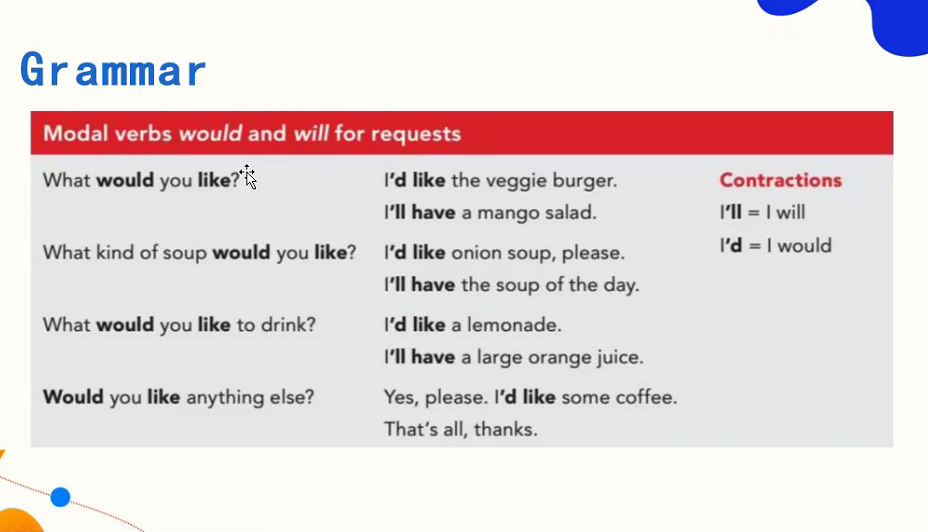 Grammar
Modal verbs would and will for requests
What would you like?
I'd like the veggie burger.
I'll have a mango salad.
What kind of soup would you like?
I'd like onion soup, please.
I'll have the soup of the day.
What would you like to drink?
I'd like a lemonade.
I'll have a large orange juice.
Would you like anything else?
Yes, please. I'd like some coffee.
That's all, thanks.
Contractions
I'll = I will
I'd = I would